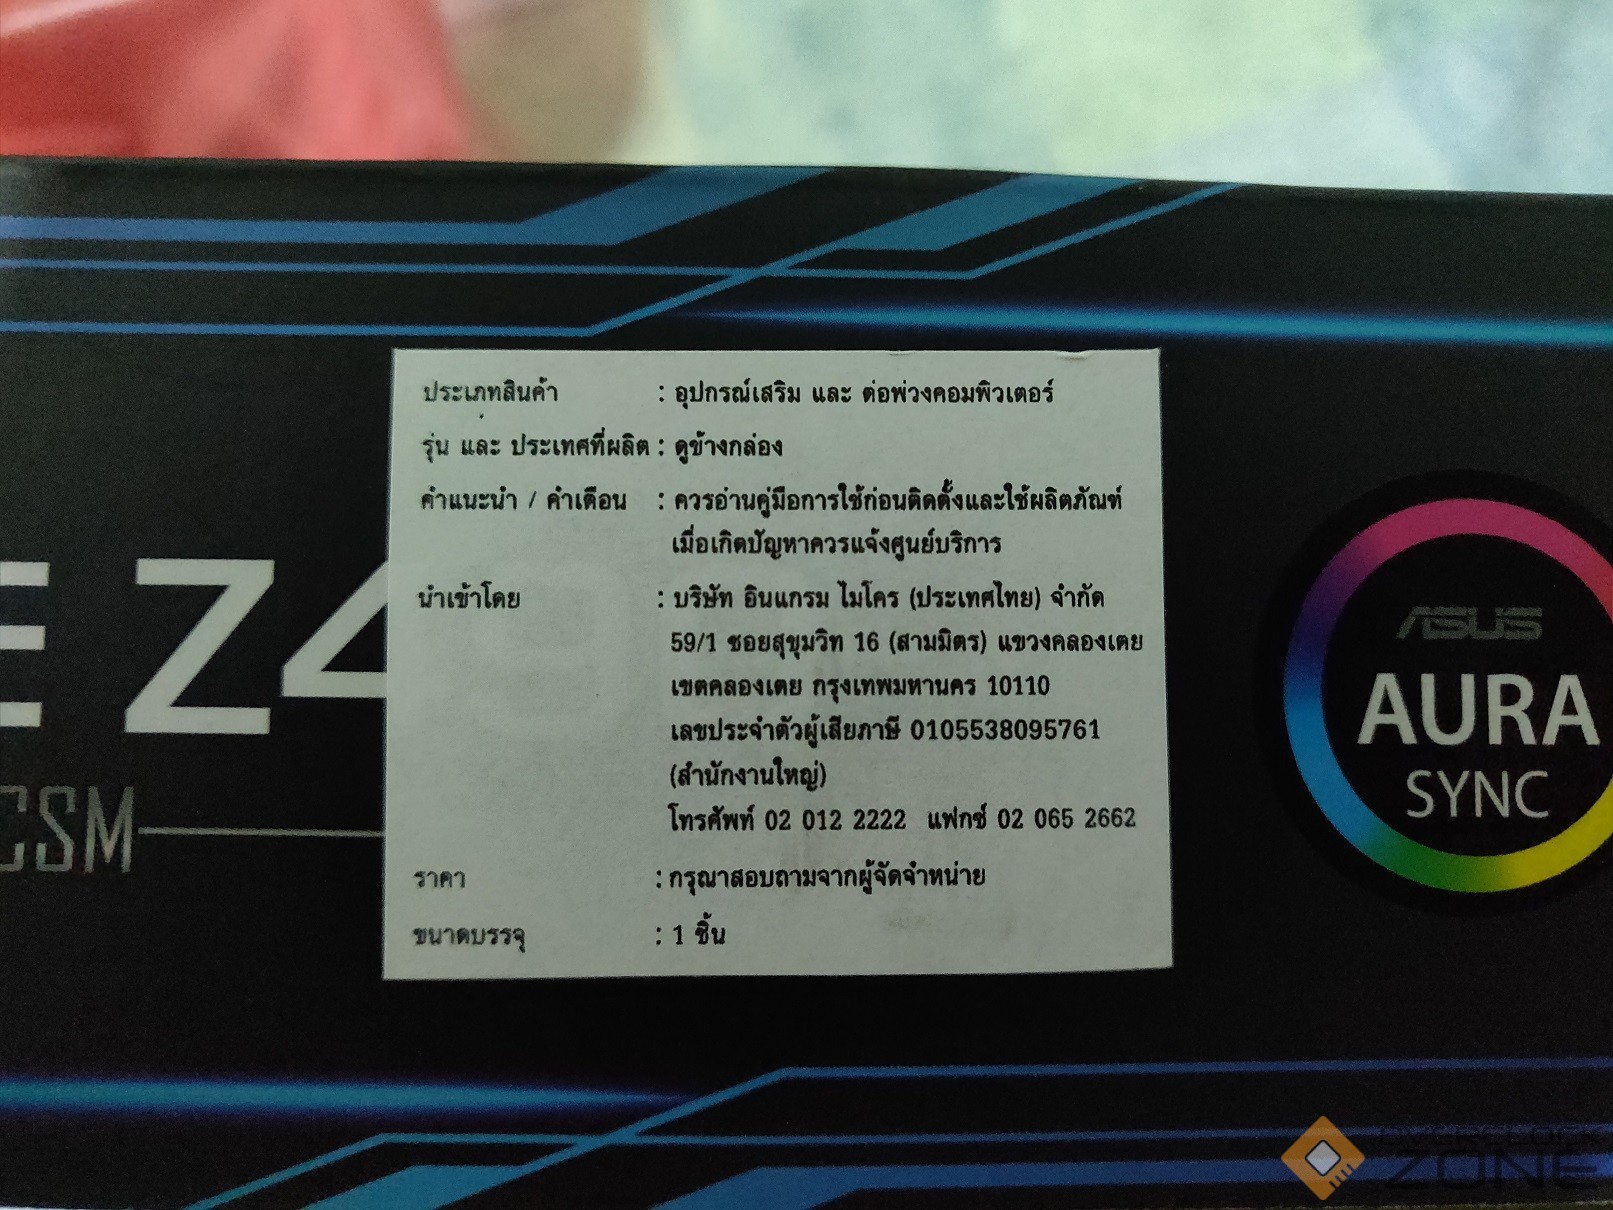 ประเภทสินค้า : อุปกรณ์เสริม และ ต่อพ่วงคอมพิวเตอร์
รุ่น และ ประเทศที่ผลิต : ดูข้างกล่อง
คำแนะนำ / คำเตือน : ควรอ่านคู่มือการใช้ก่อนติดตั้งและใช้ผลิตภัณฑ์
เมื่อเกิดปัญหาควรแจ้งศูนย์บริการ
นำเข้าโดย : บริษัท อินแกรม ไมโคร (ประเทศไทย) จำกัด
59/1 ซอยสุขุมวิท 16 (สามมิตร) แขวงคลองเตย
เขตคลองเตย กรุงเทพมหานคร 10110
เลขประจำตัวผู้เสียภาษี 0105538095761
(สำนักงานใหญ่)
โทรศัพท์ 02 012 2222 แฟกซ์ 02 065 2662
ราคา : กรุณาสอบถามจากผู้จัดจำหน่าย
ขนาดบรรจุ : 1 ชิ้น
E Z4
CSM
ASUS
AURA
SYNC
OVERCLOCK
ZONE